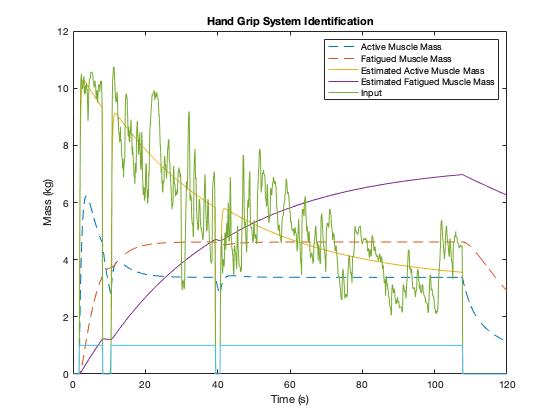 Hand Grip System Identification
12
10
8
6
4
2
0
Mass (kg)
Active Muscle Mass
Fatigued Muscle Mass
Estimated Active Muscle Mass
Estimated Fatigued Muscle Mass
Input
0 20 40 60 80 100 120
Time (s)